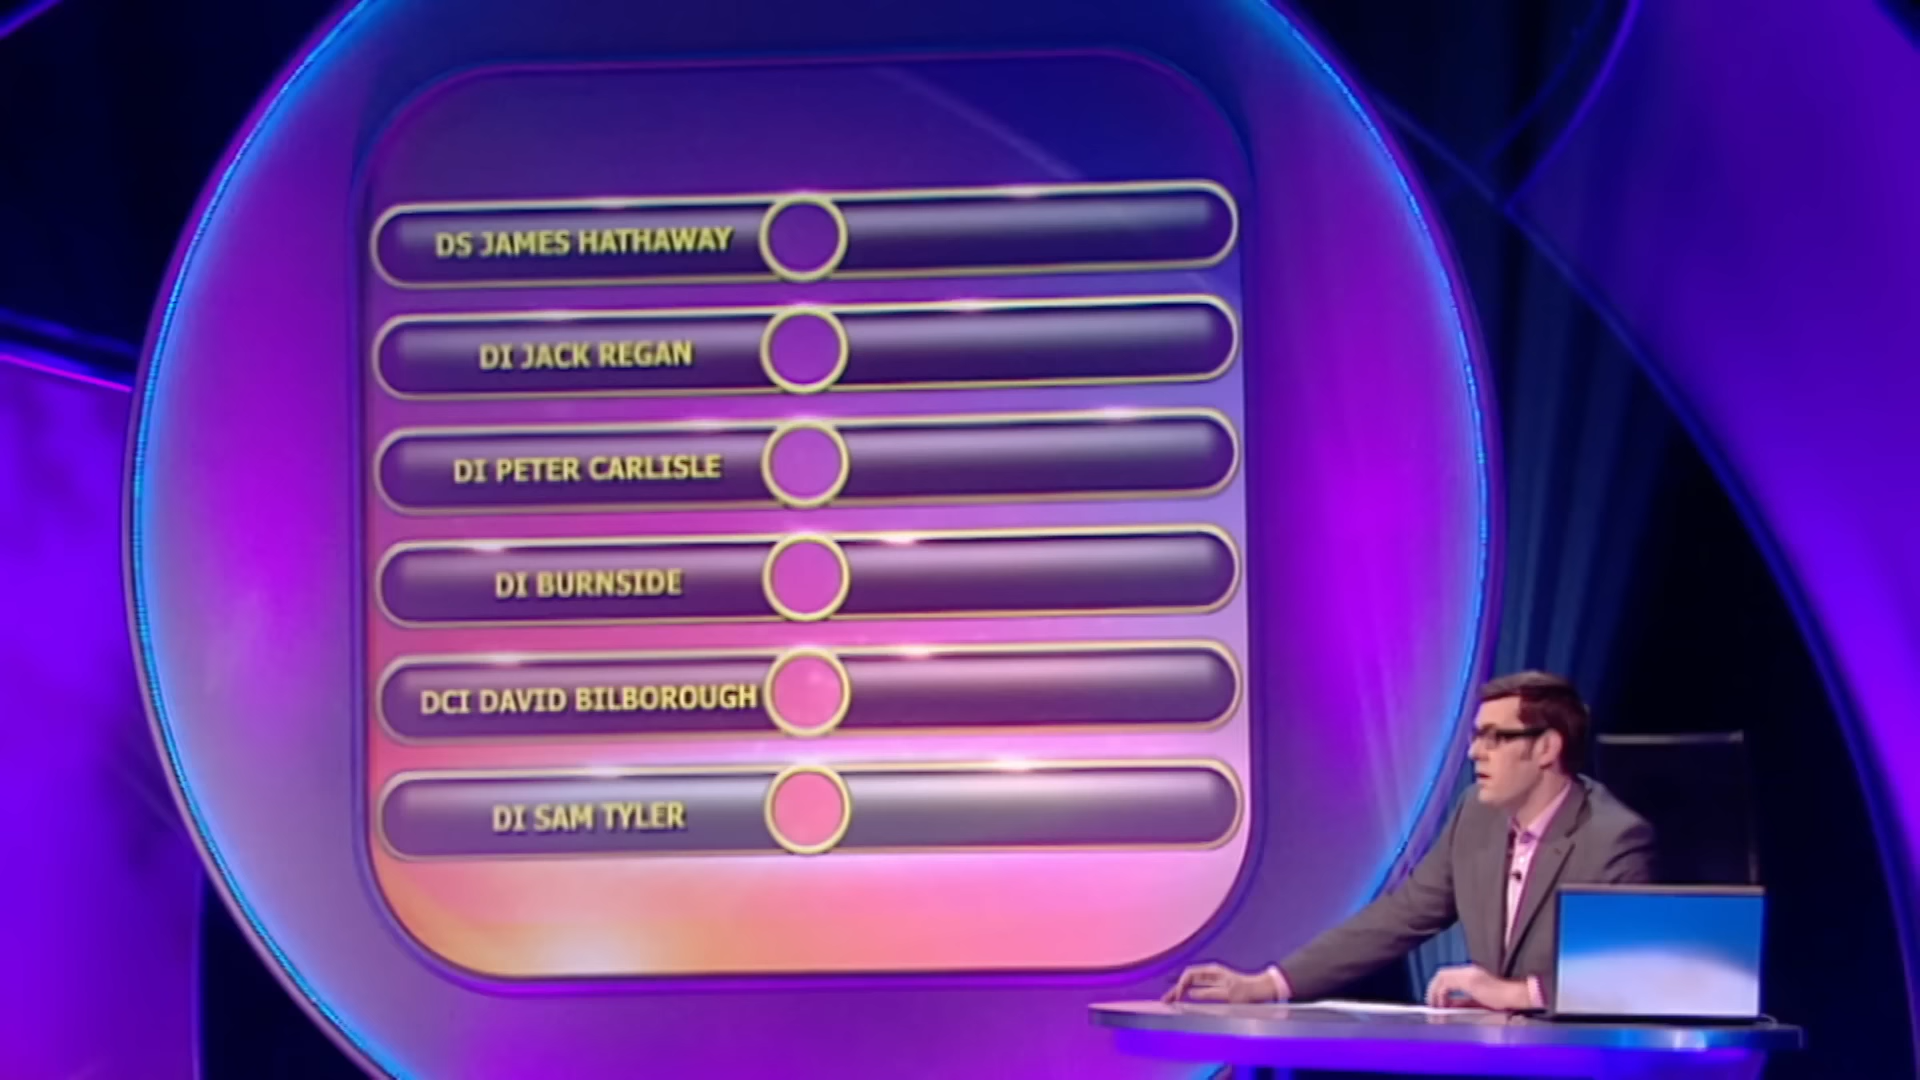 DS JAMES HATHAWAY
DI JACK REGAN
DI PETER CARLISLE
DI BURNSIDE
DCI DAVID BILBOROUGH
DI SAM TYLER